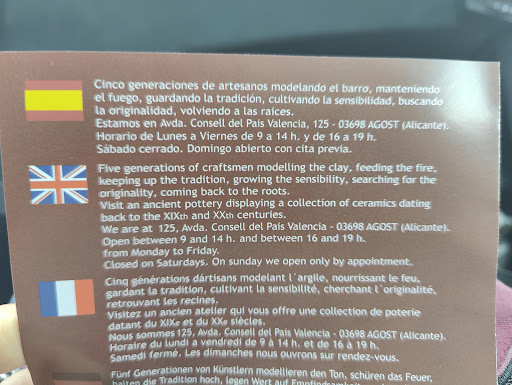 Cinco generaciones de artesanos modelando el barro, manteniendo
el fuego, guardando la tradición, cultivando la sensibilidad, buscando
la originalidad, volviendo a las raices.
Estamos en Avda. Consell del País Valencia, 125 - 03698 AGOST (Alicante).
Horario de Lunes a Viernes de 9 a 14 h. y de 16 a 19 h.
Sábado cerrado. Domingo abierto con cita previa.
Five generations of craftsmen modelling the clay, feeding the fire,
keeping up the tradition, growing the sensibility, searching for the
originality, coming back to the roots.
Visit an ancient pottery displaying a collection of ceramics dating
back to the XIXth and XXth centuries.
We are at 125, Avda. Consell del País Valencia - 03698 AGOST (Alicante).
Open between 9 and 14 h. and between 16 and 19 h.
from Monday to Friday.
Closed on Saturdays. On sunday we open only by appointment.
Cinq générations dártisans modelant l`argile, nourrissant le feu,
gardant la tradition, cultivant la sensibilité, cherchant l`originalité,
retrouvant les recines.
Visitez un ancien atelier qui vous offre une collection de poterie
datant du XIXe et du XXe siècles.
Nous sommes 125, Avda. Consell del País Valencia - 03698 AGOST (Alicante).
Horaire du lundi a vendredi de 9 à 14 h. et de 16 à 19 h.
Samedi fermé. Les dimanches nous ouvrons sur rendez-vous.
Fünf Generationen von Künstlern modellieren den Ton, schüren das Feuer,
halten die Tradition hoch, legen Wert auf